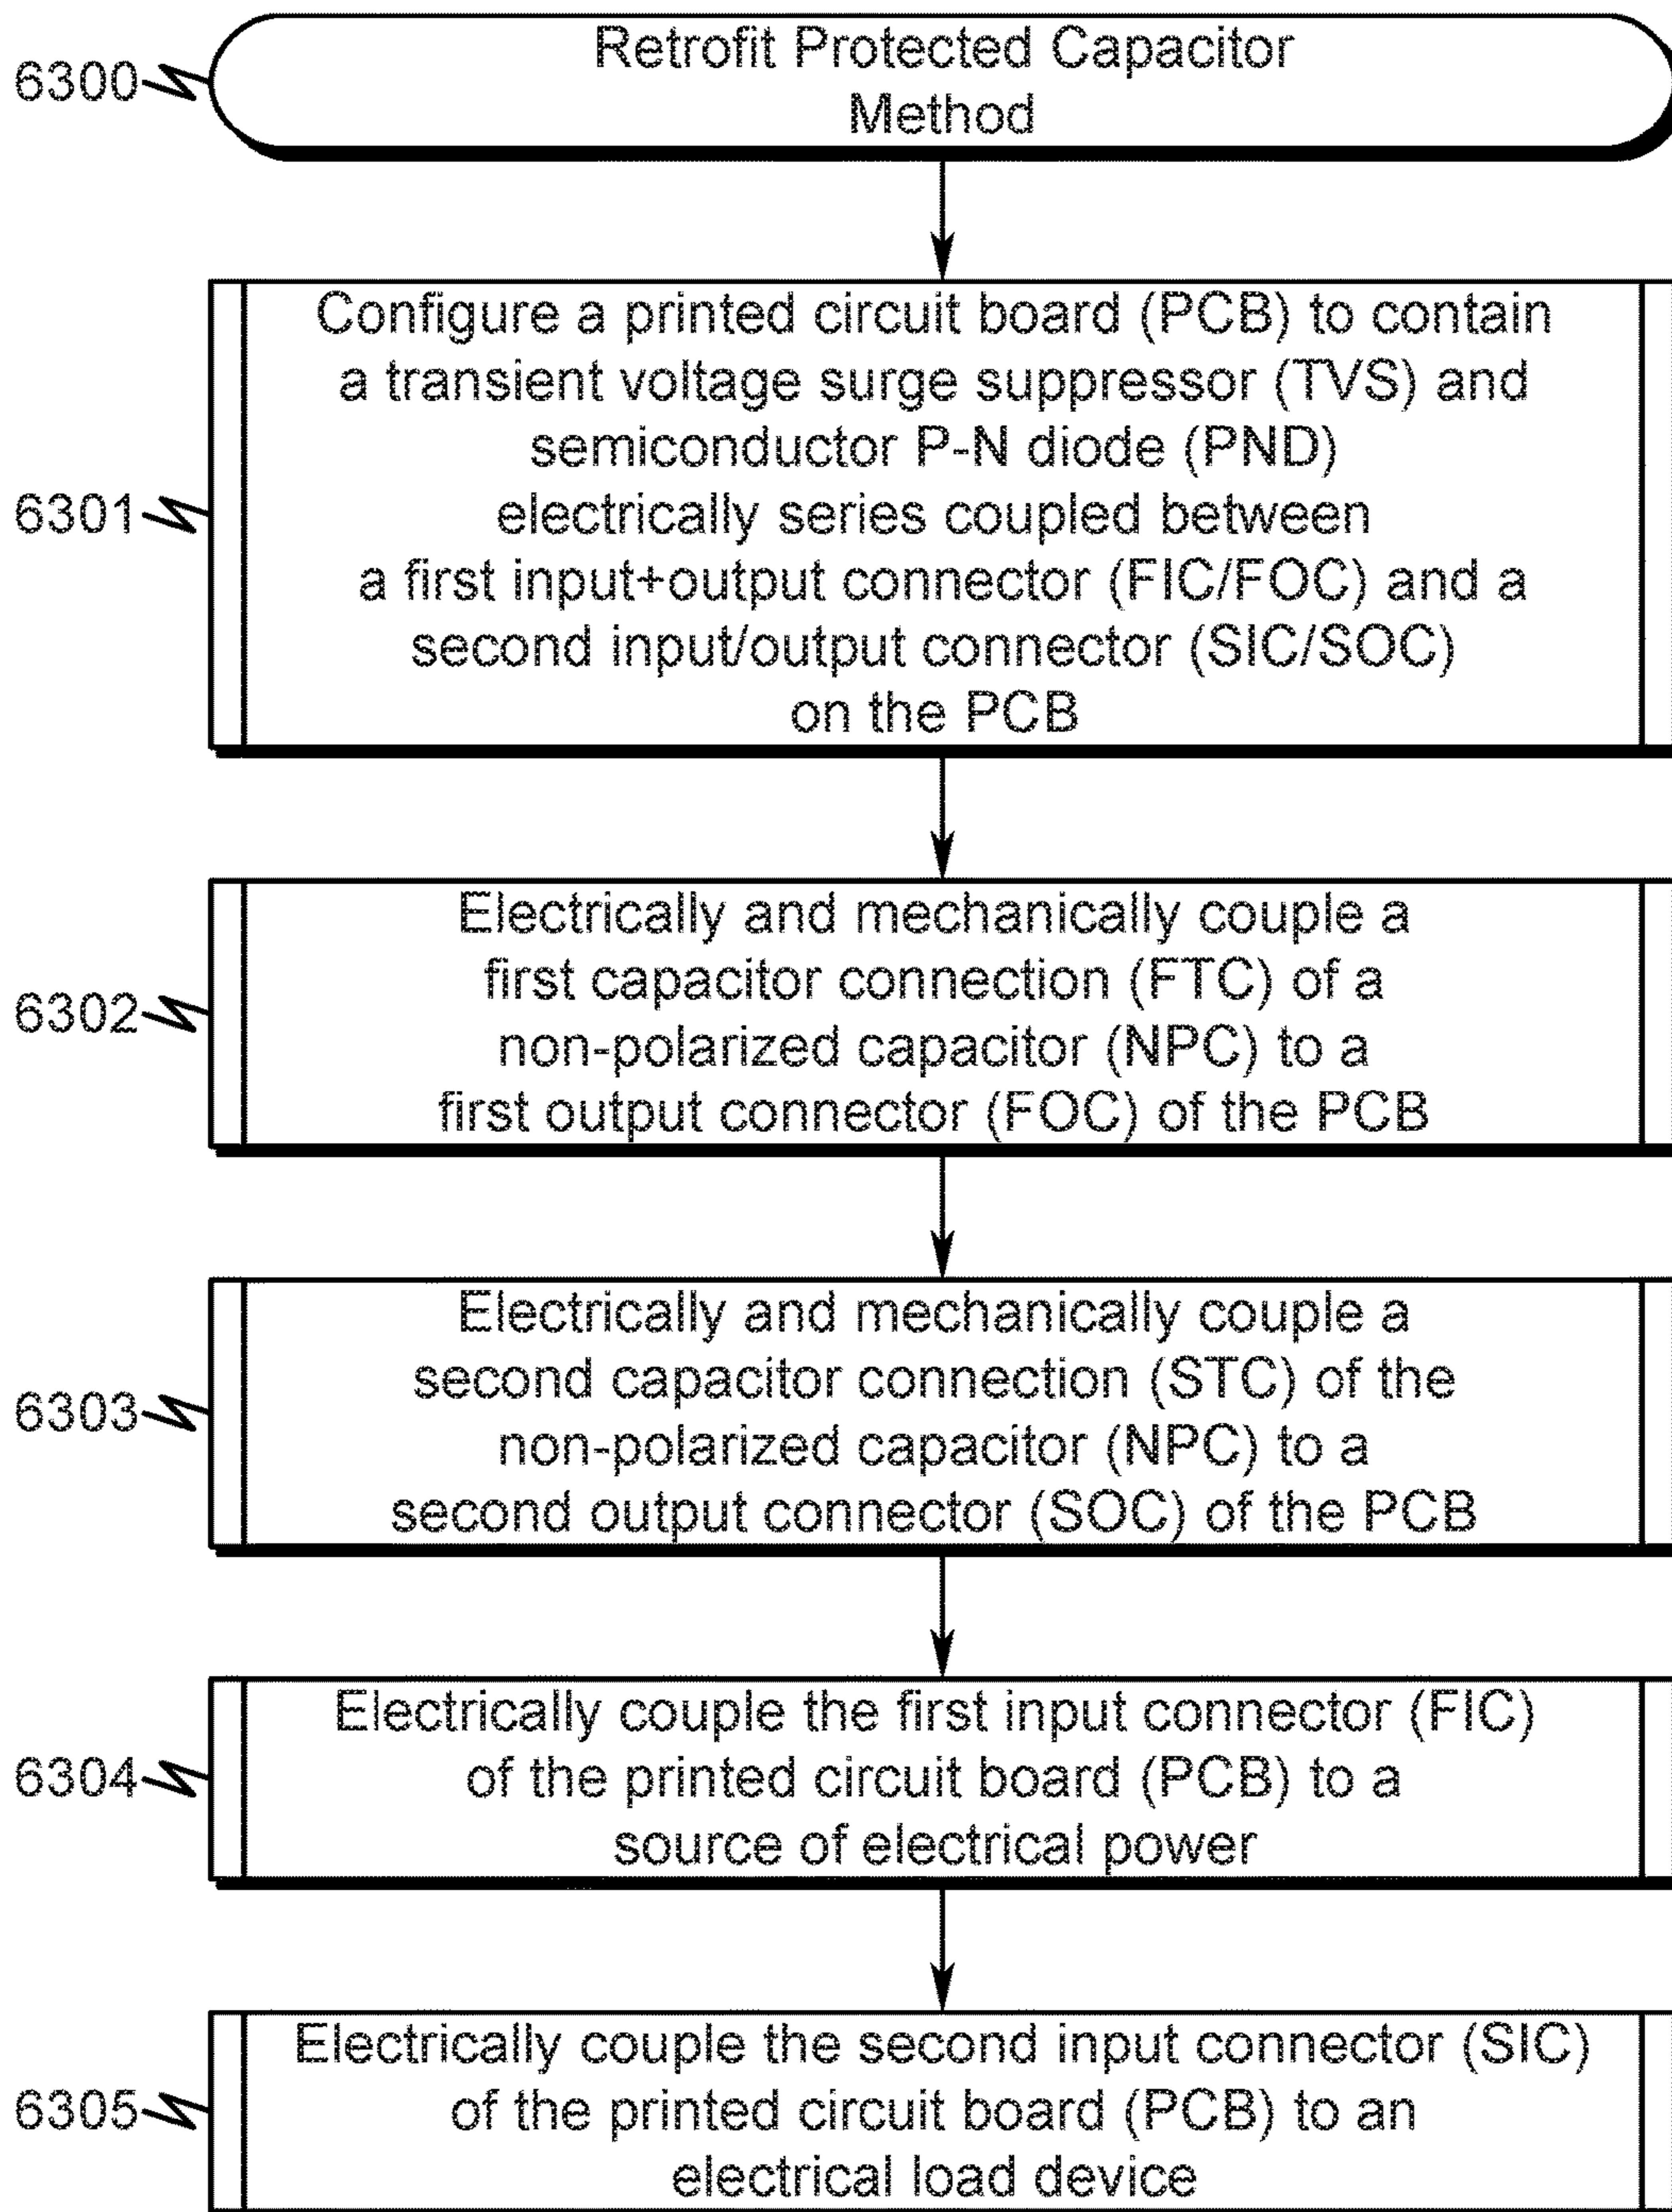 6300
Retrofit Protected Capacitor
Method
6301
Configure a printed circuit board (PCB) to contain
a transient voltage surge suppressor (TVS) and
semiconductor P-N diode (PND)
electrically series coupled between
a first input+output connector (FIC/FOC) and a
second input/output connector (SIC/SOC)
on the PCB
6302
Electrically and mechanically couple a
first capacitor connection (FTC) of a
non-polarized capacitor (NPC) to a
first output connector (FOC) of the PCB
6303
Electrically and mechanically couple a
second capacitor connection (STC) of the
non-polarized capacitor (NPC) to a
second output connector (SOC) of the PCB
6304
Electrically couple the first input connector (FIC)
of the printed circuit board (PCB) to a
source of electrical power
6305
Electrically couple the second input connector (SIC)
of the printed circuit board (PCB) to an
electrical load device